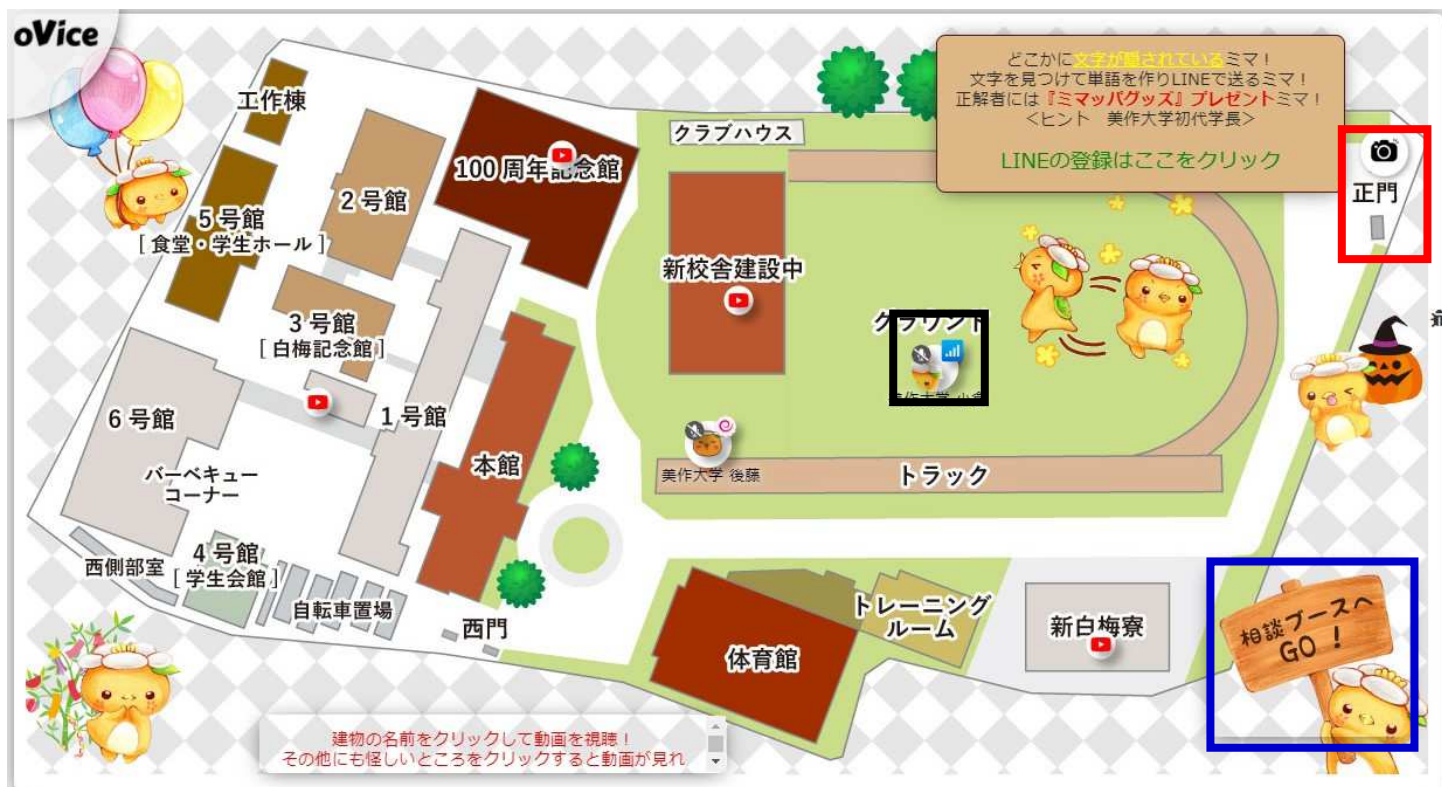 oVice
どこかに文字が隠されているミマ！
文字を見つけて単語を作りLINEで送るミマ！
正解者には『ミマッパグッズ』プレゼントミマ！
＜ヒント　美作大学初代学長＞
LINEの登録はここをクリック
工作棟
クラブハウス
100周年記念館
正門
2号館
5号館
[食堂・学生ホール]
新校舎建設中
グラウンド
3号館
[白梅記念館]
美作大学
6号館
1号館
本館
美作大学 後藤
トラック
バーベキュー
コーナー
4号館
[学生会館]
西側部室
自転車置場
西門
トレーニング
ルーム
新白梅寮
体育館
相談ブースへ
GO！
建物の名前をクリックして動画を視聴！
その他にも怪しいところをクリックすると動画が見れ